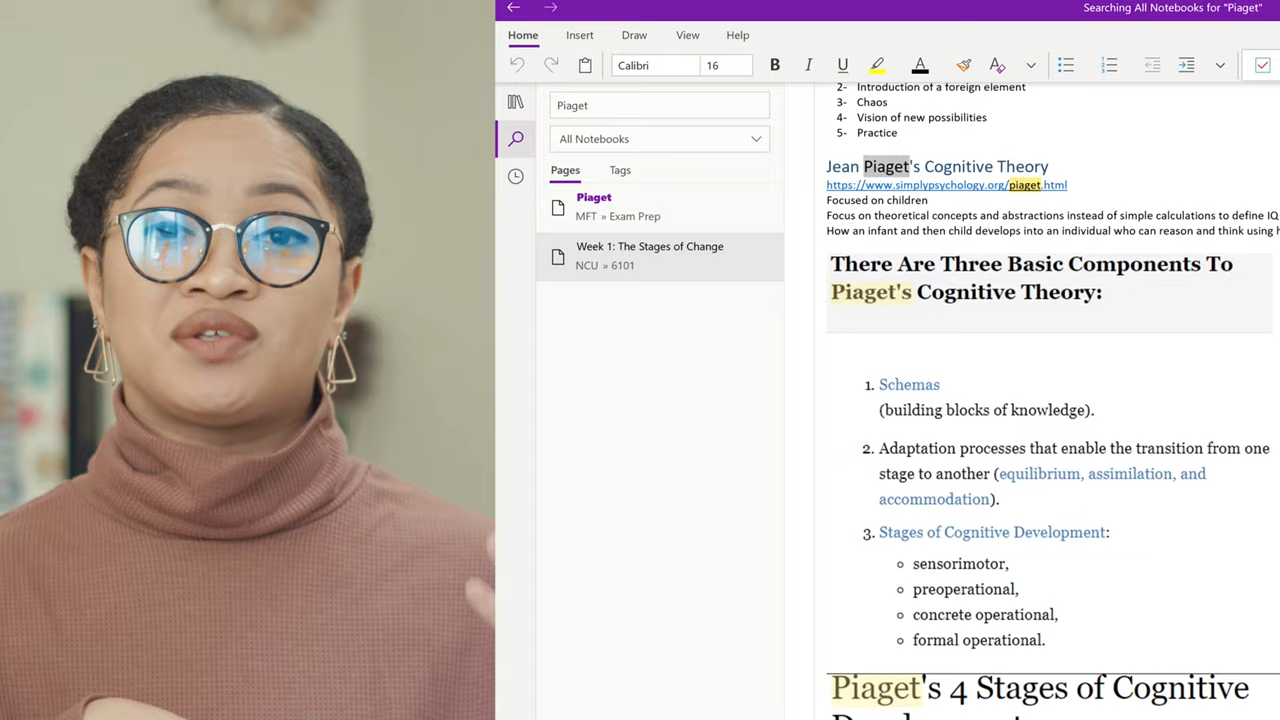 Searching All Notebooks for "Piaget"
Home Insert Draw View Help
Calibri 16 B I U A A
Piaget
All Notebooks
Pages Tags
Piaget
MFT » Exam Prep
Week 1: The Stages of Change
NCU » 6101
2- Introduction of a foreign element
3- Chaos
4- Vision of new possibilities
5- Practice
Jean Piaget's Cognitive Theory
https://www.simplypsychology.org/piaget.html
Focused on children
Focus on theoretical concepts and abstractions instead of simple calculations to define IQ
How an infant and then child develops into an individual who can reason and think using
There Are Three Basic Components To
Piaget's Cognitive Theory:
1. Schemas
(building blocks of knowledge).
2. Adaptation processes that enable the transition from one
stage to another (equilibrium, assimilation, and
accommodation).
3. Stages of Cognitive Development:
sensorimotor,
preoperational,
concrete operational,
formal operational.
Piaget's 4 Stages of Cognitive